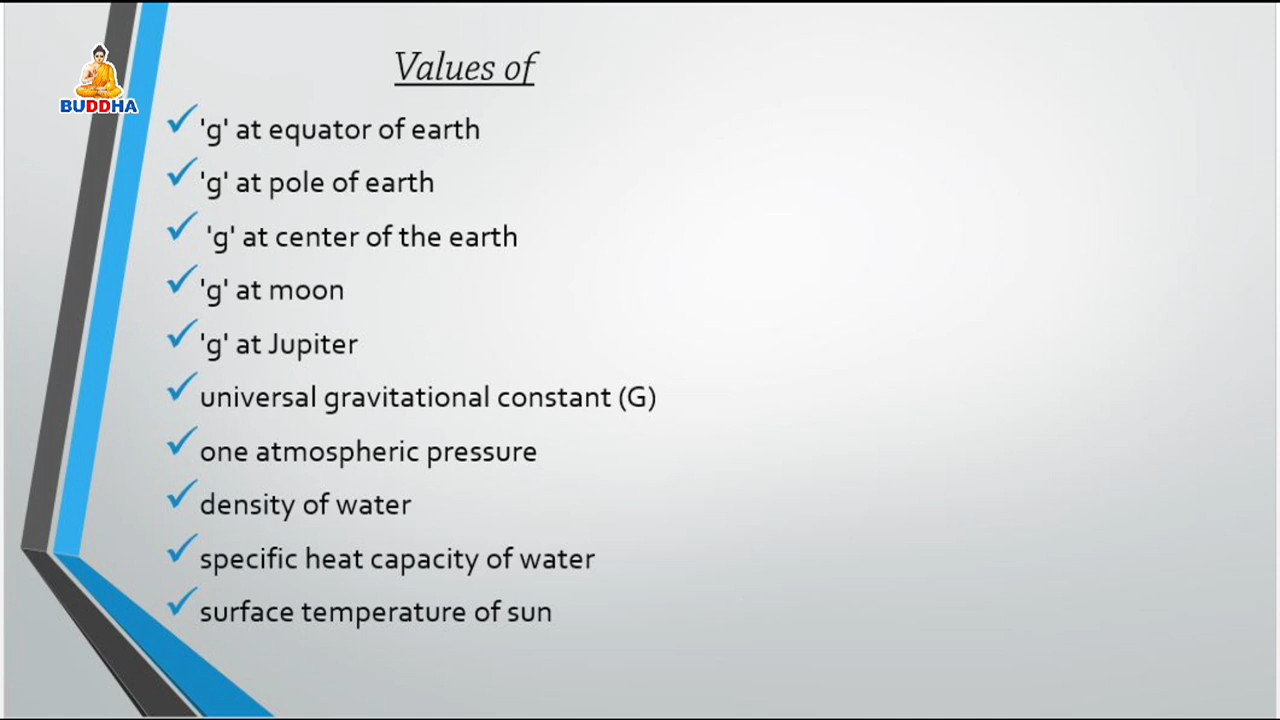 BUDDHA
Values of
'g' at equator of earth
'g' at pole of earth
'g' at center of the earth
'g' at moon
'g' at Jupiter
universal gravitational constant (G)
one atmospheric pressure
density of water
specific heat capacity of water
surface temperature of sun